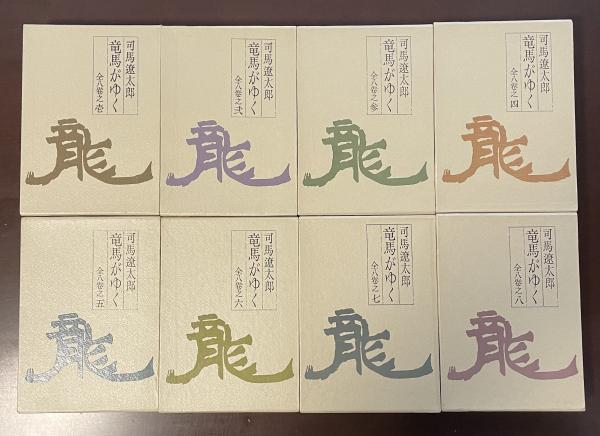 司馬遼太郎
竜馬がゆく
全八巻之壱
龍
司馬遼太郎
竜馬がゆく
全八巻之弐
龍
司馬遼太郎
竜馬がゆく
全八巻之参
龍
司馬遼太郎
竜馬がゆく
全八巻之四
龍
司馬遼太郎
竜馬がゆく
全八巻之五
龍
司馬遼太郎
竜馬がゆく
全八巻之六
龍
司馬遼太郎
竜馬がゆく
全八巻之七
龍
司馬遼太郎
竜馬がゆく
全八巻之八
龍